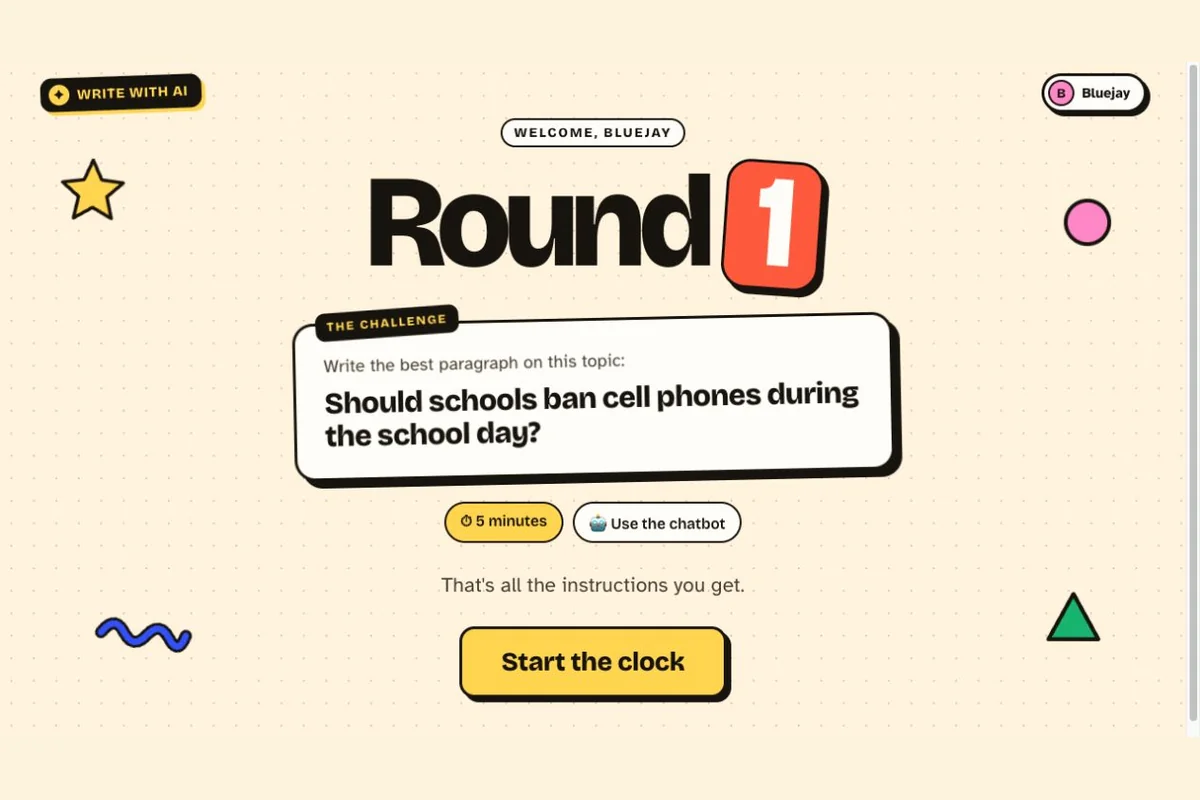 WRITE WITH AI
B Bluejay
WELCOME, BLUEJAY
Round 1
THE CHALLENGE
Write the best paragraph on this topic:
Should schools ban cell phones during
the school day?
5 minutes
Use the chatbot
That's all the instructions you get.
Start the clock